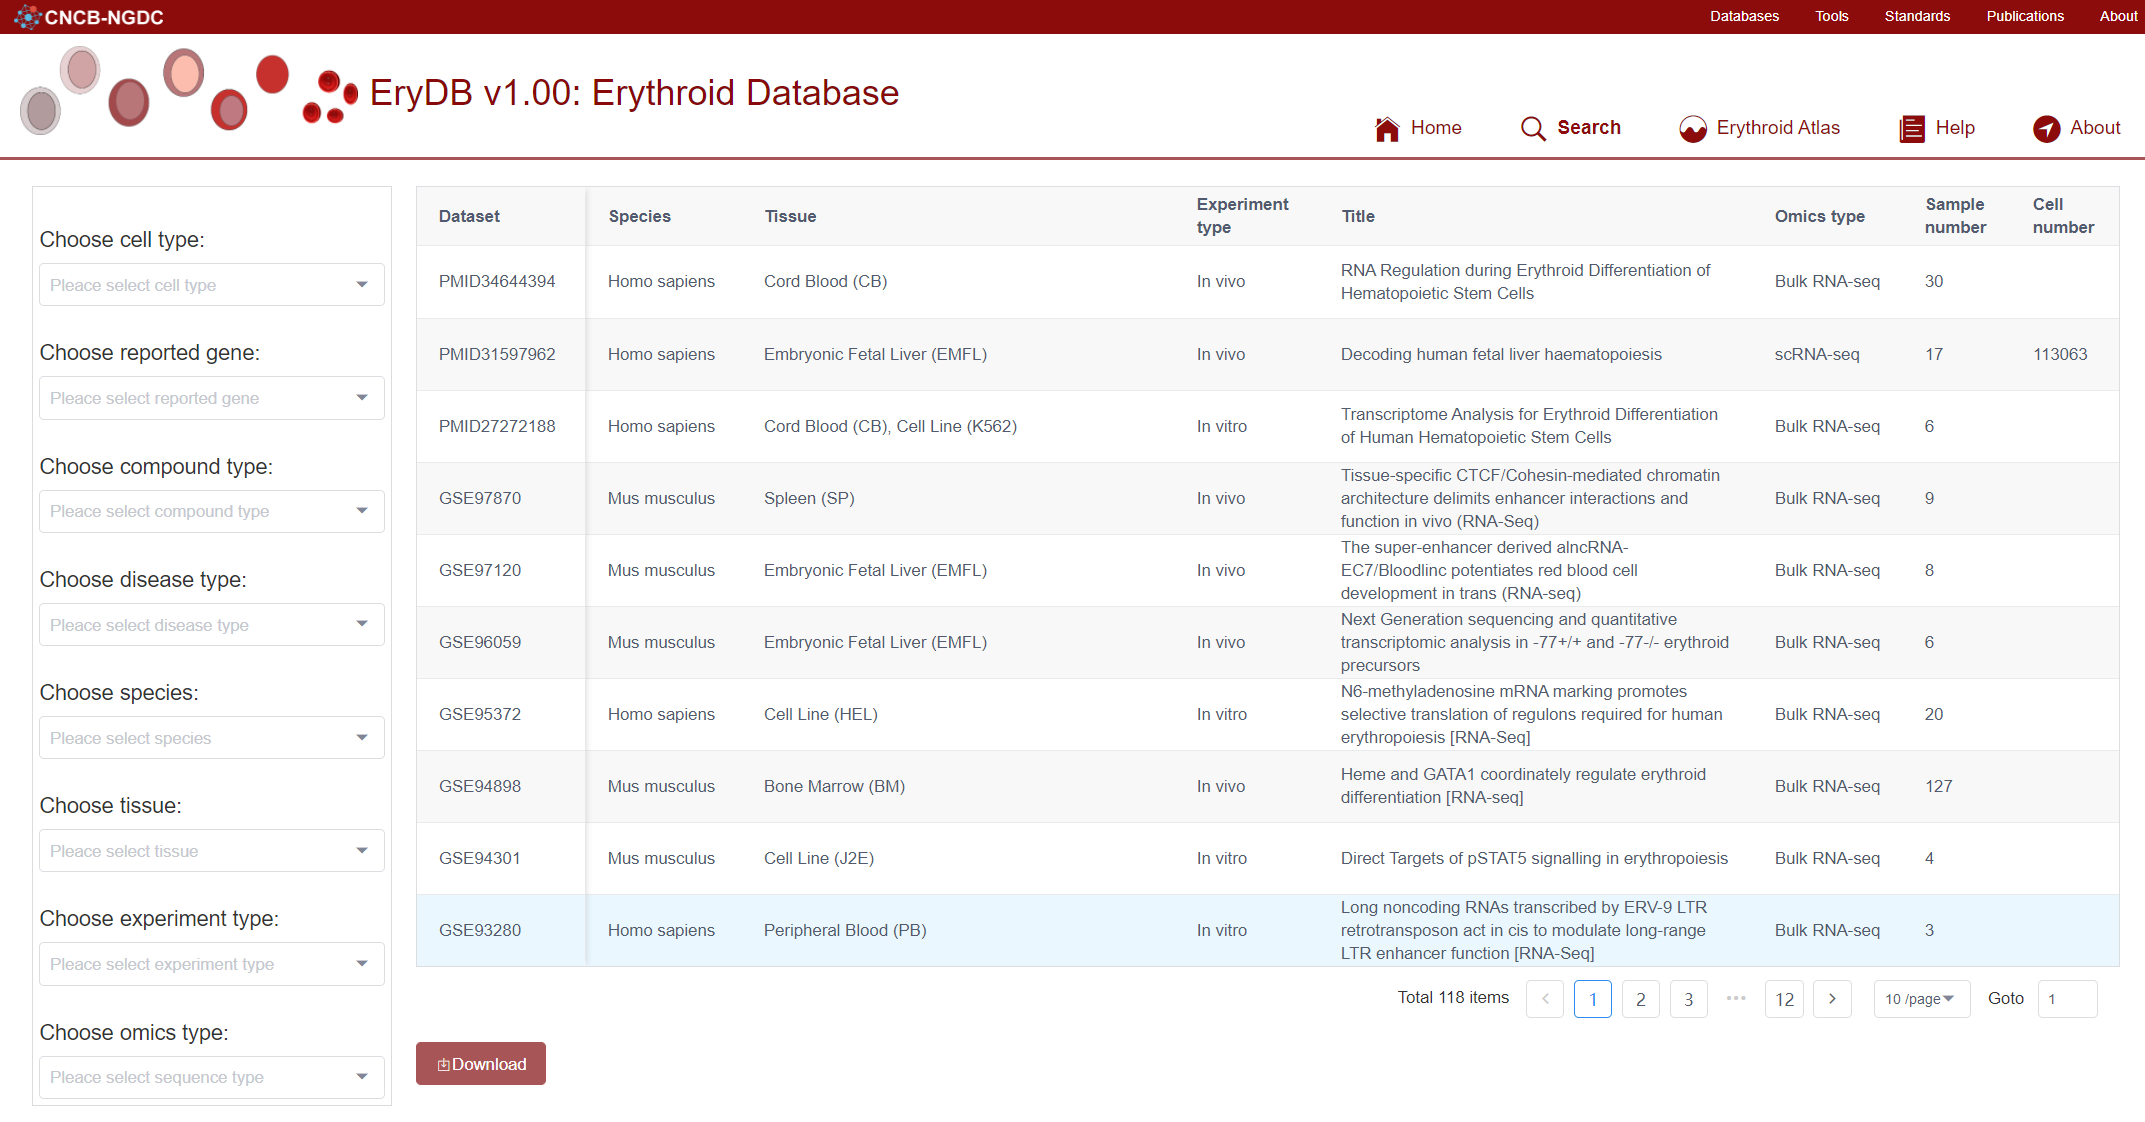 CNCB-NGDC
Databases Tools Standards Publications About
EryDB v1.00: Erythroid Database
Home Search Erythroid Atlas Help About
Choose cell type:
Pleace select cell type
Choose reported gene:
Pleace select reported gene
Choose compound type:
Pleace select compound type
Choose disease type:
Pleace select disease type
Choose species:
Pleace select species
Choose tissue:
Pleace select tissue
Choose experiment type:
Pleace select experiment type
Choose omics type:
Pleace select sequence type
Dataset Species Tissue Experiment type Title Omics type Sample number Cell number
PMID34644394 Homo sapiens Cord Blood (CB) In vivo RNA Regulation during Erythroid Differentiation of
Hematopoietic Stem Cells Bulk RNA-seq 30
PMID31597962 Homo sapiens Embryonic Fetal Liver (EMFL) In vivo Decoding human fetal liver haematopoiesis scRNA-seq 17 113063
PMID27272188 Homo sapiens Cord Blood (CB), Cell Line (K562) In vitro Transcriptome Analysis for Erythroid Differentiation
of Human Hematopoietic Stem Cells Bulk RNA-seq 6
GSE97870 Mus musculus Spleen (SP) In vivo Tissue-specific CTCF/Cohesin-mediated chromatin
architecture delimits enhancer interactions and
function in vivo (RNA-Seq) Bulk RNA-seq 9
GSE97120 Mus musculus Embryonic Fetal Liver (EMFL) In vivo The super-enhancer derived alncRNA-
EC7/Bloodlinc potentiates red blood cell
development in trans (RNA-seq) Bulk RNA-seq 8
GSE96059 Mus musculus Embryonic Fetal Liver (EMFL) In vivo Next Generation sequencing and quantitative
transcriptomic analysis in -77+/+ and -77-/- erythroid
precursors Bulk RNA-seq 6
GSE95372 Homo sapiens Cell Line (HEL) In vitro N6-methyladenosine mRNA marking promotes
selective translation of regulons required for human
erythropoiesis [RNA-Seq] Bulk RNA-seq 20
GSE94898 Mus musculus Bone Marrow (BM) In vivo Heme and GATA1 coordinately regulate erythroid
differentiation [RNA-seq] Bulk RNA-seq 127
GSE94301 Mus musculus Cell Line (J2E) In vitro Direct Targets of pSTAT5 signalling in erythropoiesis Bulk RNA-seq 4
GSE93280 Homo sapiens Peripheral Blood (PB) In vitro Long noncoding RNAs transcribed by ERV-9 LTR
retrotransposon act in cis to modulate long-range
LTR enhancer function [RNA-Seq] Bulk RNA-seq 3
Total 118 items < 1 2 3 ••• 12 > 10 /page Goto 1
Download